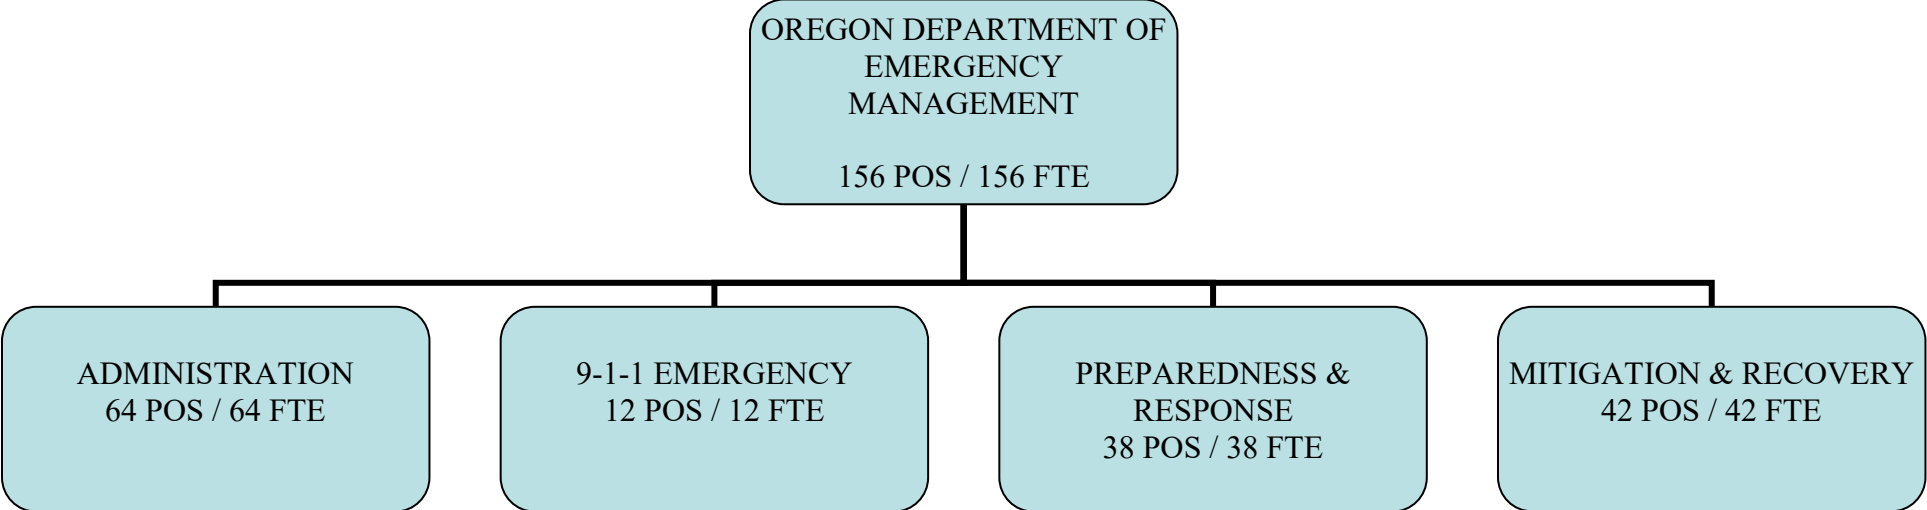 OREGON DEPARTMENT OF
EMERGENCY
MANAGEMENT
156 POS / 156 FTE
ADMINISTRATION
64 POS / 64 FTE
9-1-1 EMERGENCY
12 POS / 12 FTE
PREPAREDNESS &
RESPONSE
38 POS / 38 FTE
MITIGATION & RECOVERY
42 POS / 42 FTE